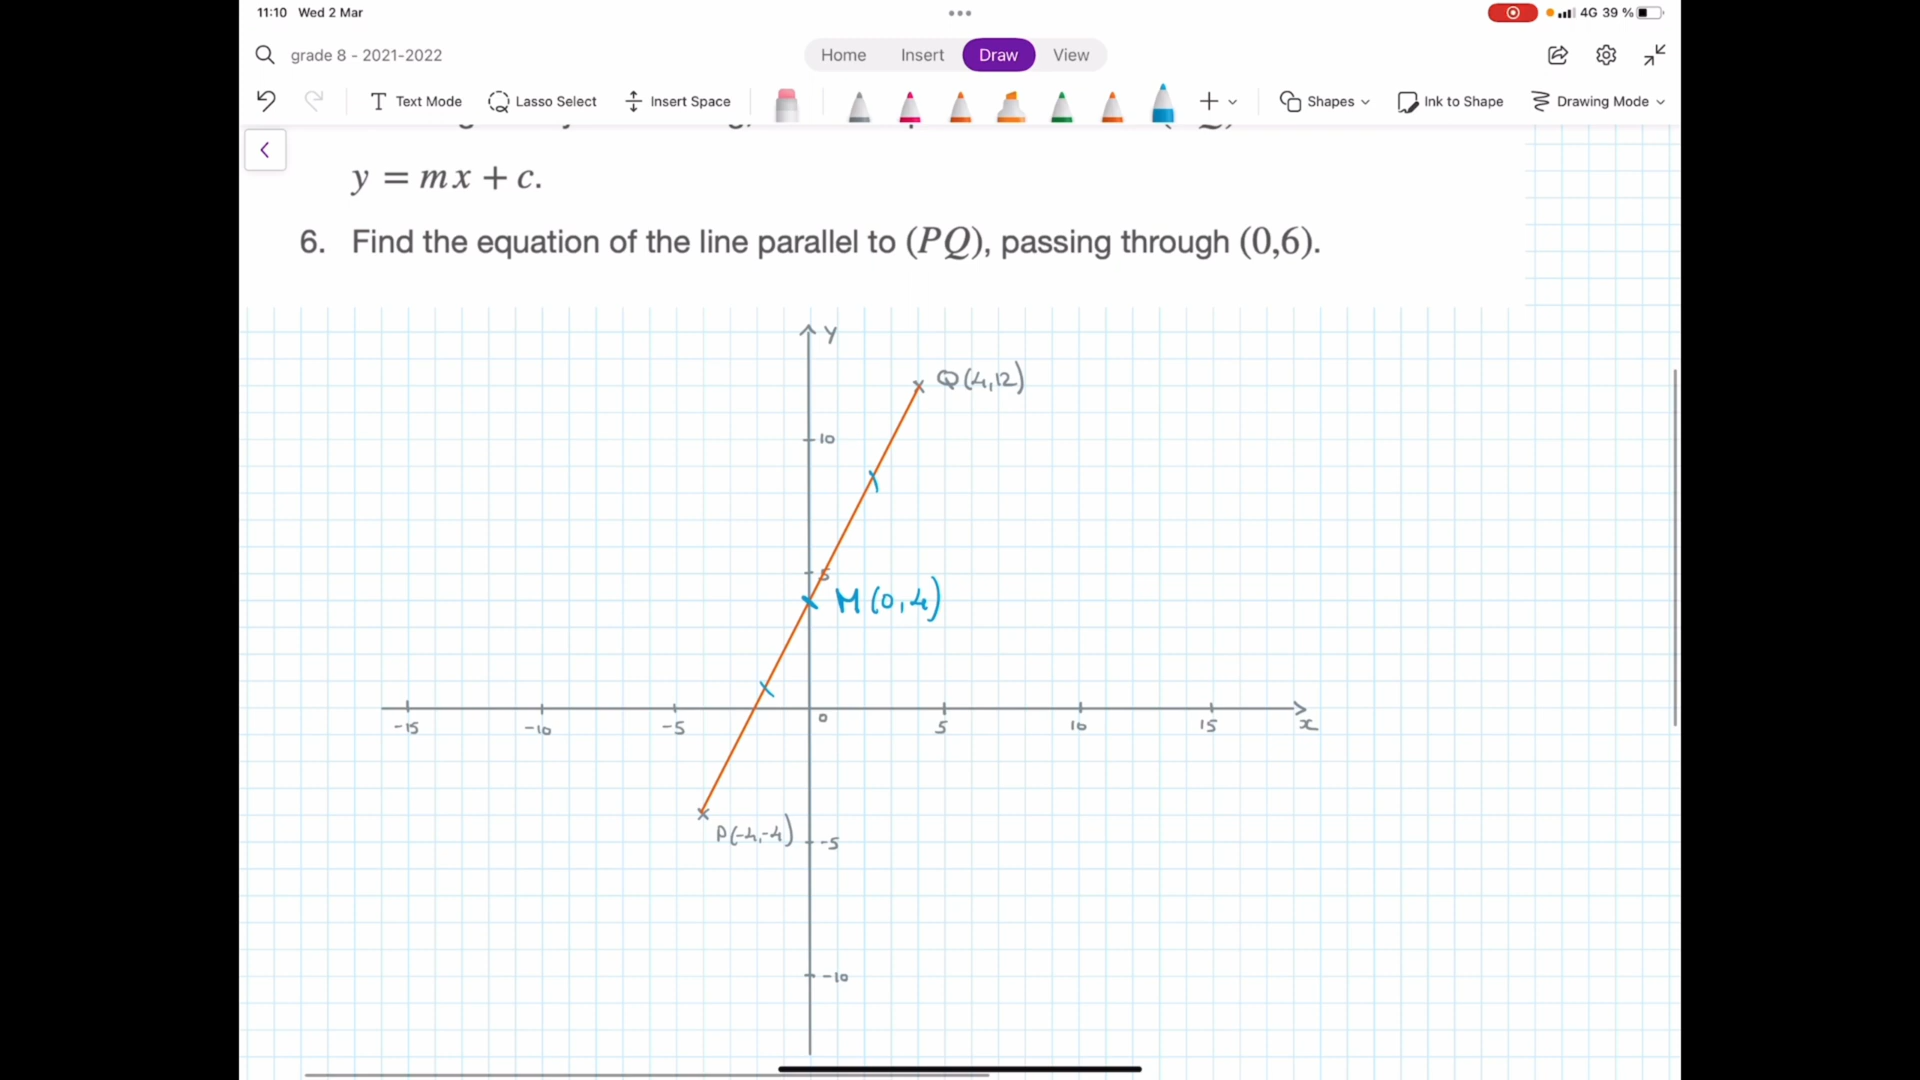 11:10 Wed 2 Mar
4G 39 %
grade 8 - 2021-2022
Home Insert Draw View
T Text Mode Lasso Select Insert Space Shapes Ink to Shape Drawing Mode
y = mx + c.
6. Find the equation of the line parallel to (PQ), passing through (0,6).
y
Q(4,12)
10
5
M(0,4)
-15 -10 -5 0 5 10 15 x
P(-4,-4)
-5
-10